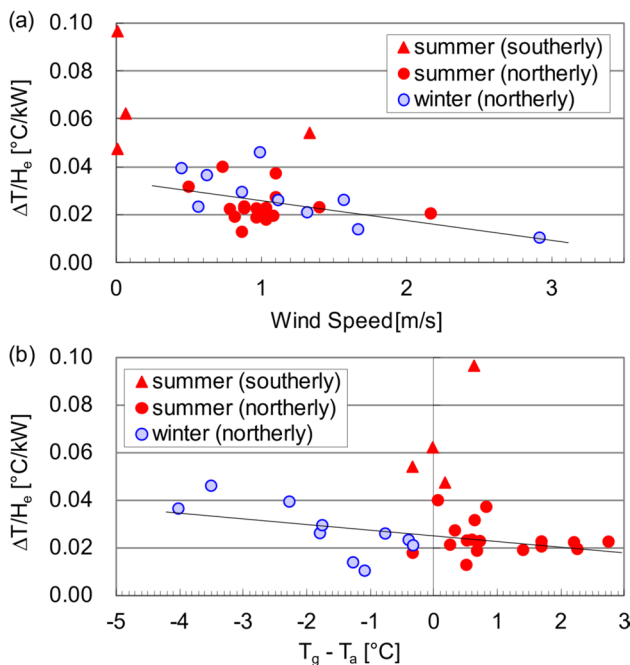 (a)
0.10
0.08
0.06
0.04
0.02
0.00
ΔT/Hₑ [°C/kW]
summer (southerly)
summer (northerly)
winter (northerly)
0 1 2 3
Wind Speed[m/s]
(b)
0.10
0.08
0.06
0.04
0.02
0.00
ΔT/Hₑ [°C/kW]
summer (southerly)
summer (northerly)
winter (northerly)
-5 -4 -3 -2 -1 0 1 2 3
T_g - T_a [°C]